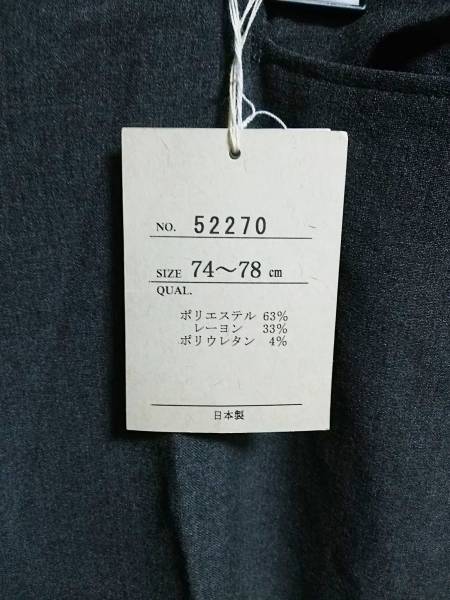 NO. 52270
SIZE 74〜78 cm
QUAL.
ポリエステル 63%
レーヨン 33%
ポリウレタン 4%
日本製